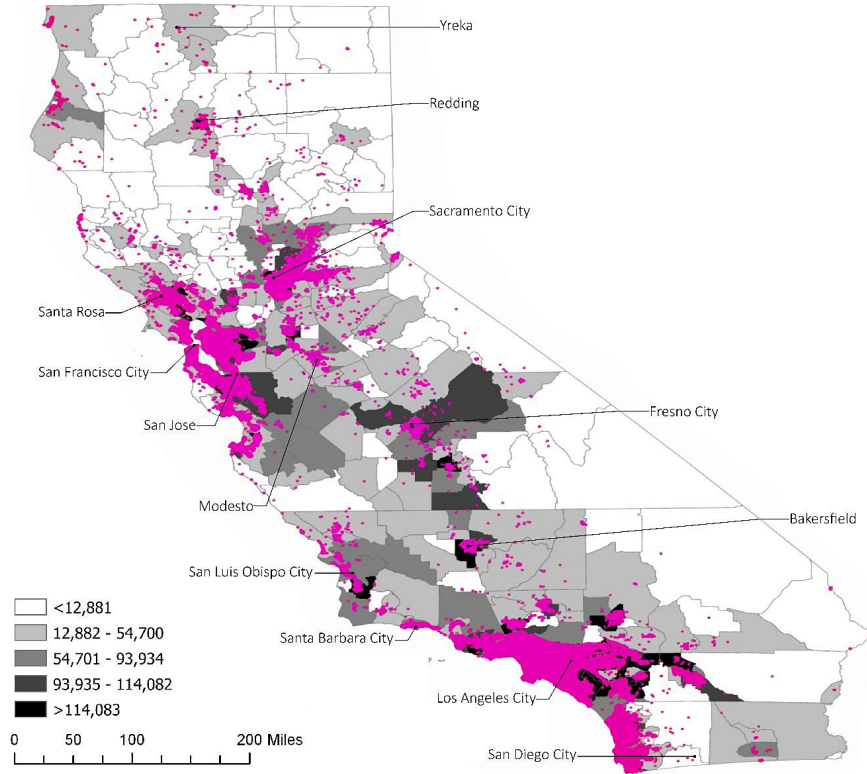 Yreka
Redding
Sacramento City
Santa Rosa
San Francisco City
Fresno City
San Jose
Modesto
Bakersfield
San Luis Obispo City
<12,881
12,882 - 54,700
Santa Barbara City
54,701 - 93,934
93,935 - 114,082
Los Angeles City
>114,083
0 50 100 200 Miles
San Diego City